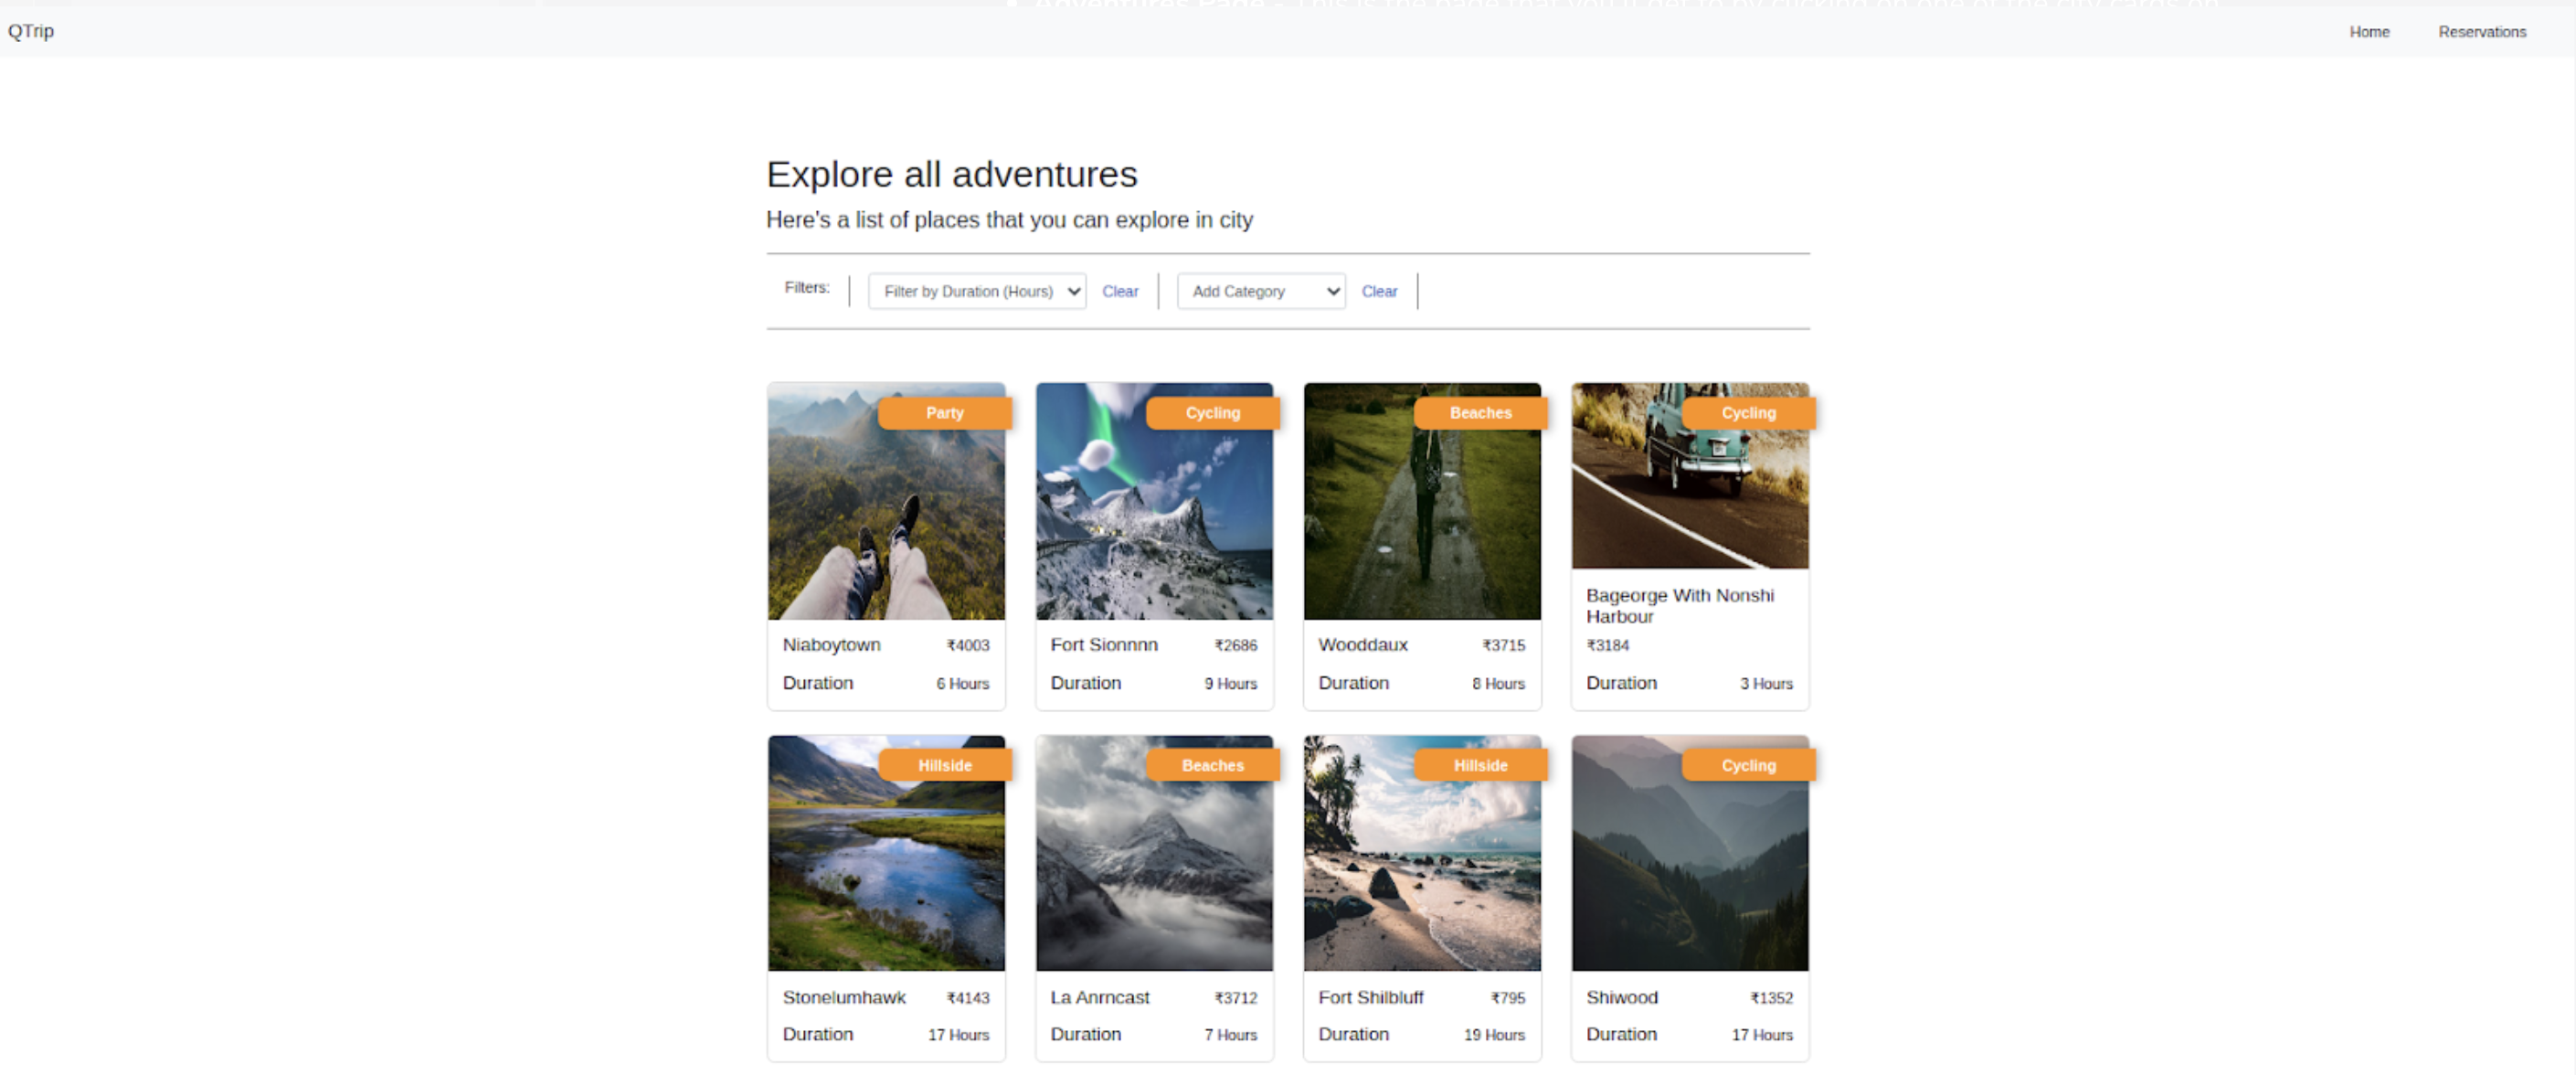 QTrip Home Reservations
Explore all adventures
Here's a list of places that you can explore in city
Filters: Filter by Duration (Hours) Clear Add Category Clear
Party
Niaboytown ₹4003
Duration 6 Hours
Cycling
Fort Sionnnn ₹2686
Duration 9 Hours
Beaches
Wooddaux ₹3715
Duration 8 Hours
Cycling
Bageorge With Nonshi
Harbour
₹3184
Duration 3 Hours
Hillside
Stonelumhawk ₹4143
Duration 17 Hours
Beaches
La Anrncast ₹3712
Duration 7 Hours
Hillside
Fort Shilbluff ₹795
Duration 19 Hours
Cycling
Shiwood ₹1352
Duration 17 Hours